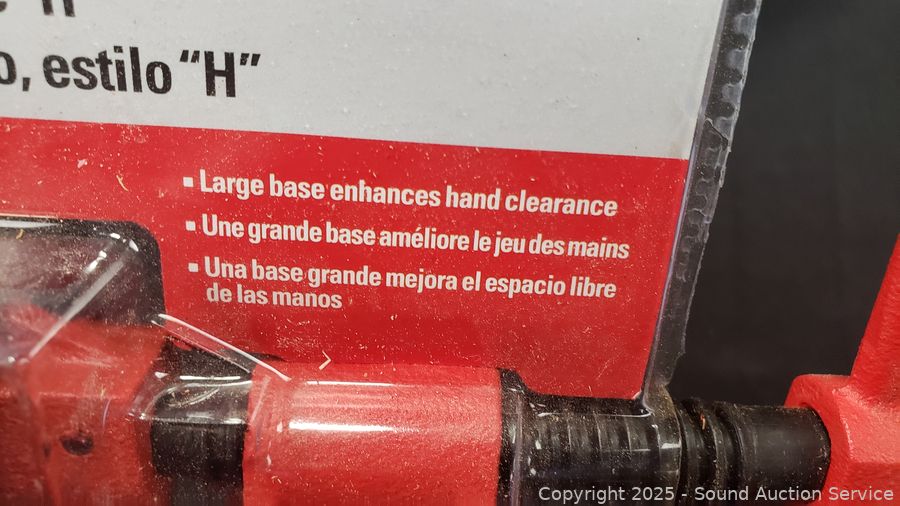 "H"
o, estilo “H”
▪ Large base enhances hand clearance
▪ Une grande base améliore le jeu des mains
▪ Una base grande mejora el espacio libre
de las manos
Copyright © 2025 - Sound Auction Service